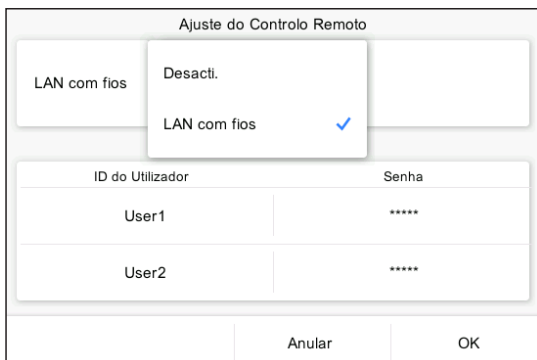 Ajuste do Controlo Remoto
LAN com fios
Desacti.
LAN com fios
ID do Utilizador Senha
User1 *****
User2 *****
Anular OK